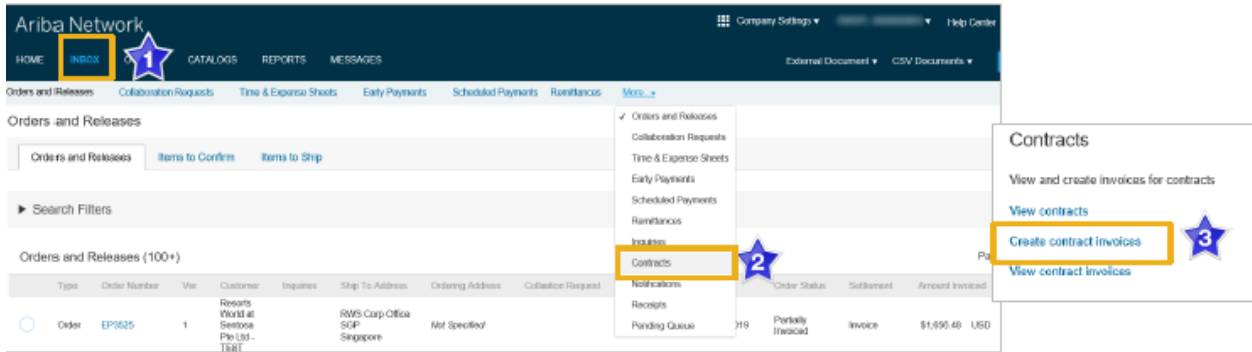 Ariba Network
Company Settings ▾
Help Center
HOME INBOX CATALOGS REPORTS MESSAGES
External Document ▾ CSV Documents ▾
1
Orders and Releases Collaboration Requests Time & Expense Sheets Early Payments Scheduled Payments Remittances More...
Orders and Releases
Orders and Releases Items to Confirm Items to Ship
▶ Search Filters
Orders and Releases (100+)
Type Order Number Ver Customer Inquiries Ship To Address Ordering Address Collation Request Order Status Settlement Amount Invoiced
Order EP3525 1 Resorts World at Sentosa Pte Ltd - TEST RWS Corp Office SGP Singapore Not Specified 019 Partially Invoiced Invoice $1,656.48 USD
✓ Orders and Releases
Collaboration Requests
Time & Expense Sheets
Early Payments
Scheduled Payments
Remittances
Inquiries
Contracts
2
Notifications
Receipts
Pending Queue
Contracts
View and create invoices for contracts
View contracts
Create contract invoices
3
View contract invoices